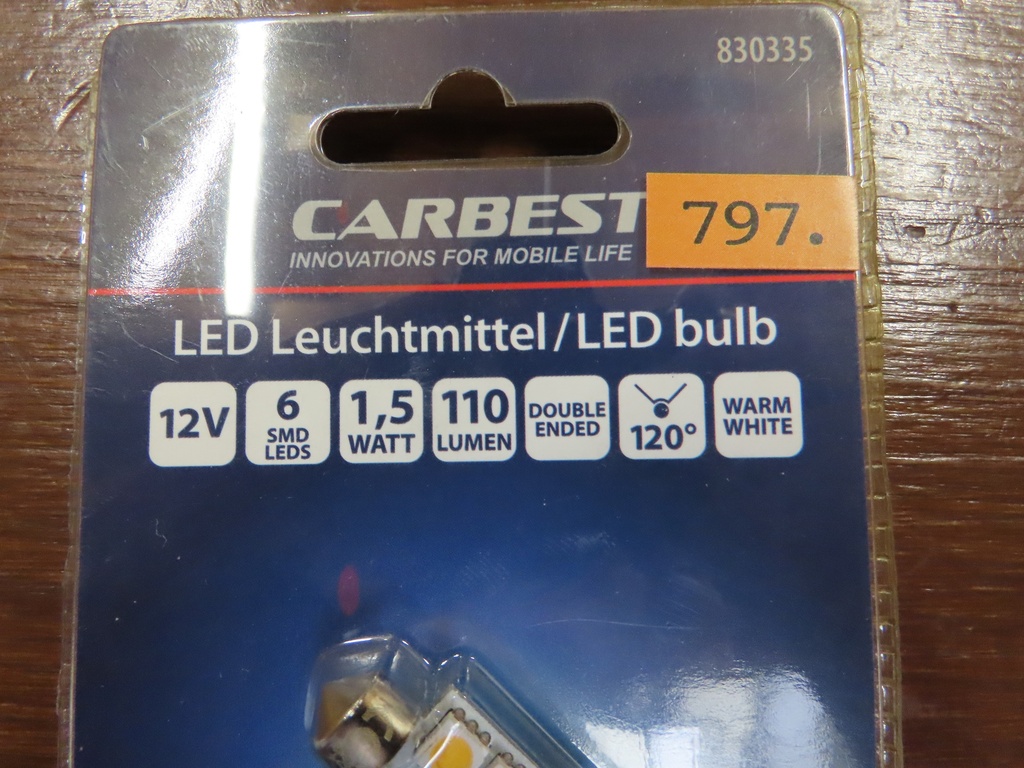 830335
CARBEST
INNOVATIONS FOR MOBILE LIFE
797.
LED Leuchtmittel/LED bulb
12V
6
SMD
LEDS
1,5
WATT
110
LUMEN
DOUBLE
ENDED
120°
WARM
WHITE